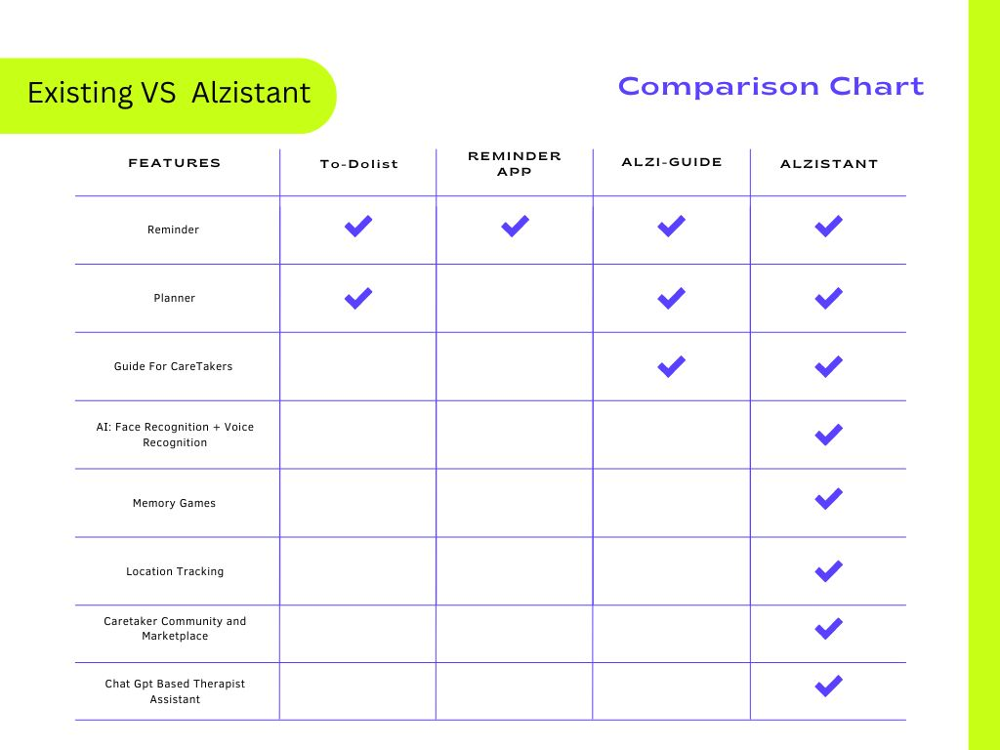 Existing VS  Alzistant
Comparison Chart
FEATURES
To-Dolist
REMINDER
APP
ALZI-GUIDE
ALZISTANT
Reminder
Planner
Guide For CareTakers
AI: Face Recognition + Voice
Recognition
Memory Games
Location Tracking
Caretaker Community and
Marketplace
Chat Gpt Based Therapist
Assistant